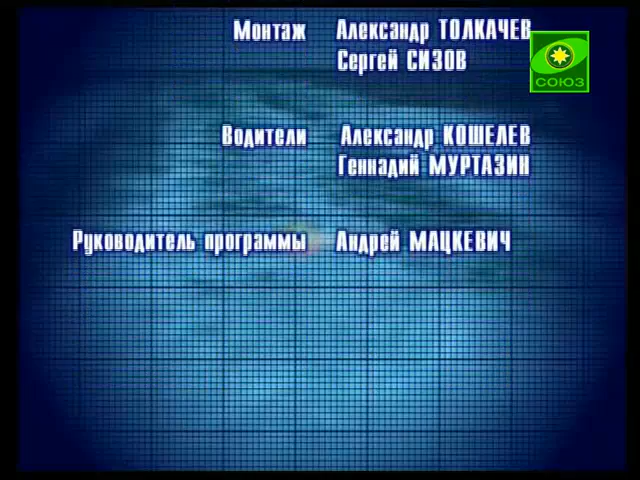 Монтаж Александр ТОЛКАЧЕВ
Сергей СИЗОВ
СОЮЗ
Водители Александр КОШЕЛЕВ
Геннадий МУРТАЗИН
Руководитель программы Андрей МАЦКЕВИЧ